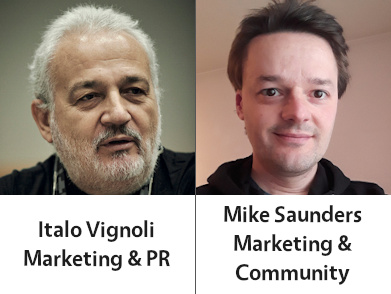 Italo Vignoli
Marketing & PR
Mike Saunders
Marketing &
Community